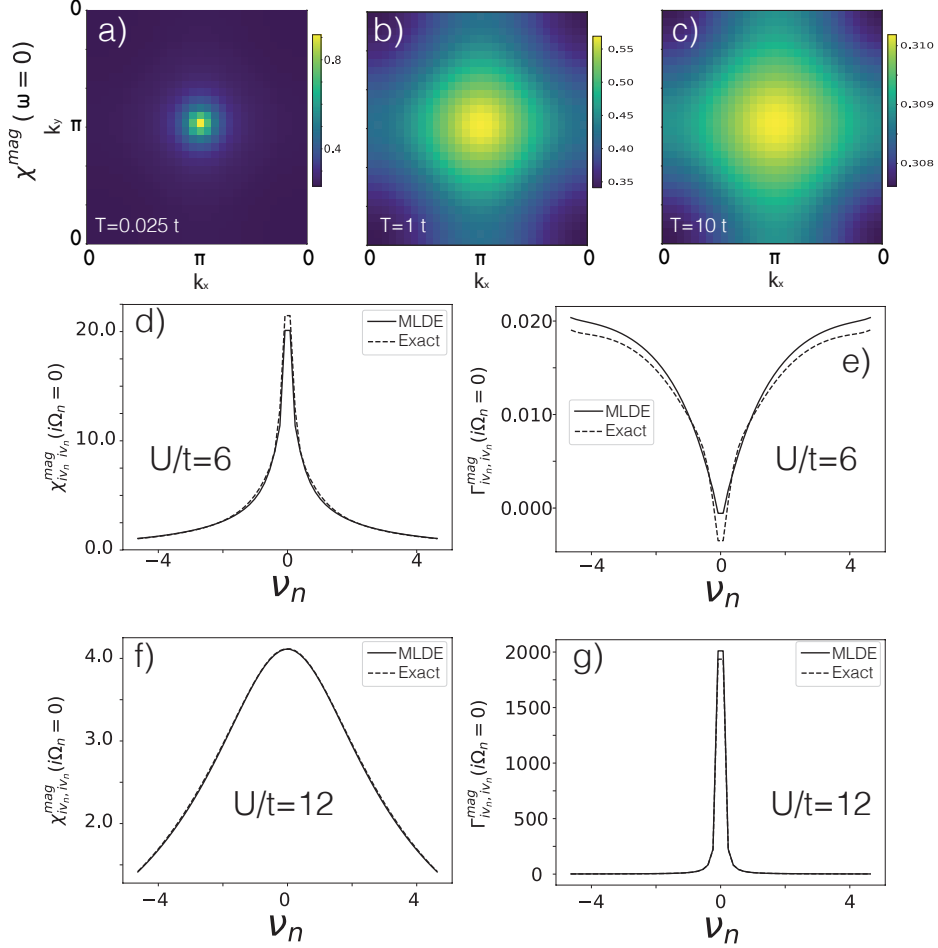 a)
b)
c)
χ^mag (ω=0)
0
k_y
π
0
T=0.025 t
T=1 t
T=10 t
0.8
0.4
0.55
0.50
0.45
0.40
0.35
0.310
0.309
0.308
0 π 0
0 π 0
0 π 0
k_x
k_x
k_x
d)
χ^mag_{iν_n, iν_n}(iΩ_n = 0)
20.0
10.0
0.0
MLDE
Exact
U/t=6
−4 0 4
ν_n
e)
Γ^mag_{iν_n, iν_n}(iΩ_n = 0)
0.020
0.010
0.000
MLDE
Exact
U/t=6
−4 0 4
ν_n
f)
χ^mag_{iν_n, iν_n}(iΩ_n = 0)
4.0
3.0
2.0
MLDE
Exact
U/t=12
−4 0 4
ν_n
g)
Γ^mag_{iν_n, iν_n}(iΩ_n = 0)
2000
1500
1000
500
0
MLDE
Exact
U/t=12
−4 0 4
ν_n